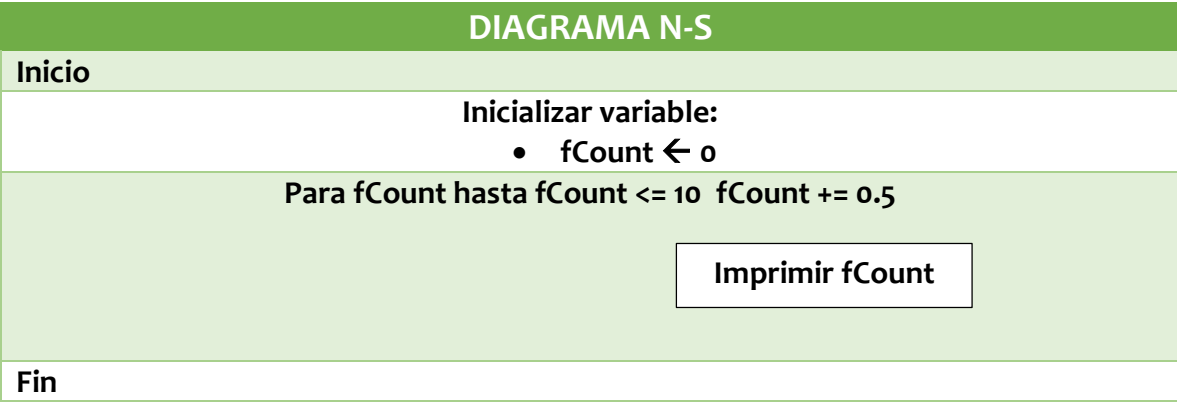 DIAGRAMA N-S
Inicio
Inicializar variable:
• fCount ← 0
Para fCount hasta fCount <= 10 fCount += 0.5
Imprimir fCount
Fin